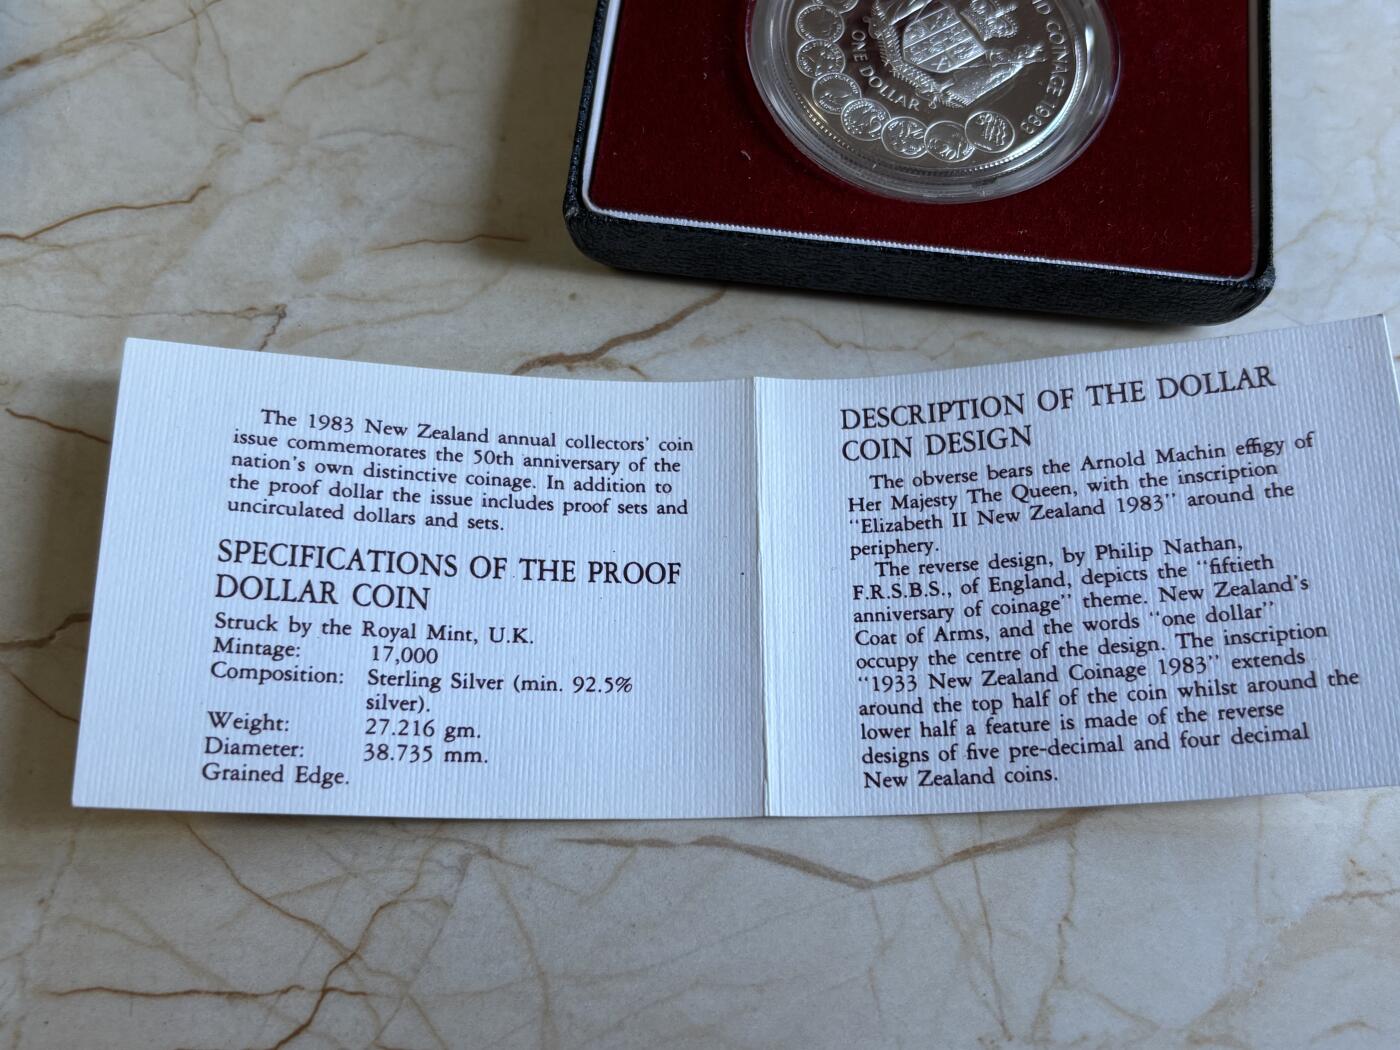 ONE DOLLAR
COINAGE 1983
The 1983 New Zealand annual collectors' coin
issue commemorates the 50th anniversary of the
nation's own distinctive coinage. In addition to
the proof dollar the issue includes proof sets and
uncirculated dollars and sets.
SPECIFICATIONS OF THE PROOF
DOLLAR COIN
Struck by the Royal Mint, U.K.
Mintage: 17,000
Composition: Sterling Silver (min. 92.5%
silver).
Weight: 27.216 gm.
Diameter: 38.735 mm.
Grained Edge.
DESCRIPTION OF THE DOLLAR
COIN DESIGN
The obverse bears the Arnold Machin effigy of
Her Majesty The Queen, with the inscription
"Elizabeth II New Zealand 1983" around the
periphery.
The reverse design, by Philip Nathan,
F.R.S.B.S., of England, depicts the "fiftieth
anniversary of coinage" theme. New Zealand's
Coat of Arms, and the words "one dollar"
occupy the centre of the design. The inscription
"1933 New Zealand Coinage 1983" extends
around the top half of the coin whilst around the
lower half a feature is made of the reverse
designs of five pre-decimal and four decimal
New Zealand coins.